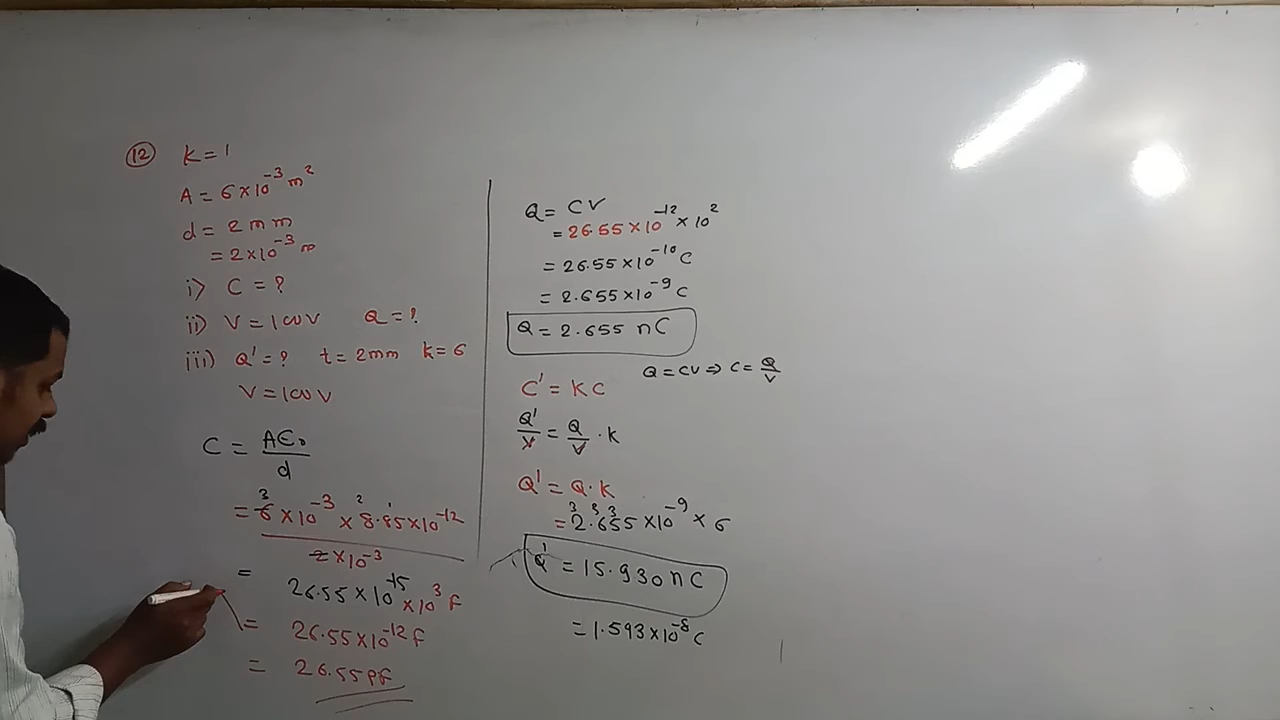 12 K = 1
A = 6×10⁻³ m²
d = 2 mm
= 2×10⁻³ m
i) C = ?
ii) V = 100V Q = ?
iii) Q' = ? t = 2mm K = 6
V = 100V
C = A∈₀/d
= 6×10⁻³ × 8.85×10⁻¹² / 2×10⁻³
= 26.55 × 10⁻¹⁵ × 10³ F
= 26.55×10⁻¹² F
= 26.55 PF
Q = CV
= 26.55×10⁻¹² × 10²
= 26.55×10⁻¹⁰ C
= 2.655×10⁻⁹ C
Q = 2.655 nC
Q = CV ⇒ C = Q/V
C' = KC
Q'/V = Q/V · K
Q' = Q·K
= 2.655×10⁻⁹ × 6
Q' = 15.930 nC
= 1.593×10⁻⁸ C